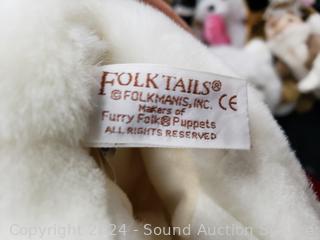 FOLKTAILS®
©FOLKMANIS, INC. CE
Makers of
Furry Folk® Puppets
ALL RIGHTS RESERVED
Copyright 2024 - Sound Auction Service